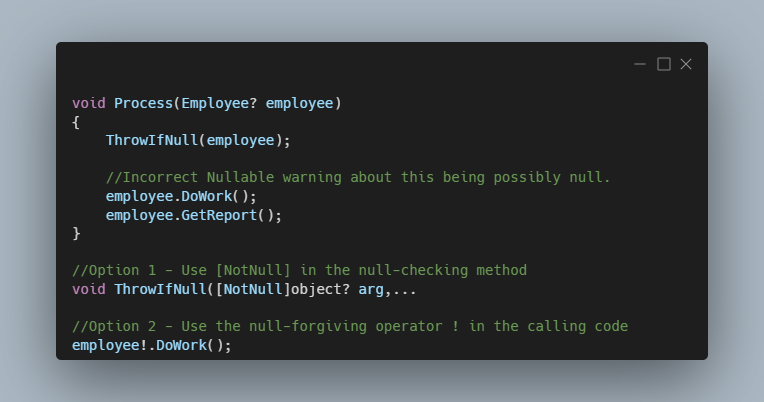 void Process(Employee? employee)
{
    ThrowIfNull(employee);

    //Incorrect Nullable warning about this being possibly null.
    employee.DoWork();
    employee.GetReport();
}

//Option 1 - Use [NotNull] in the null-checking method
void ThrowIfNull([NotNull]object? arg,...

//Option 2 - Use the null-forgiving operator ! in the calling code
employee!.DoWork();